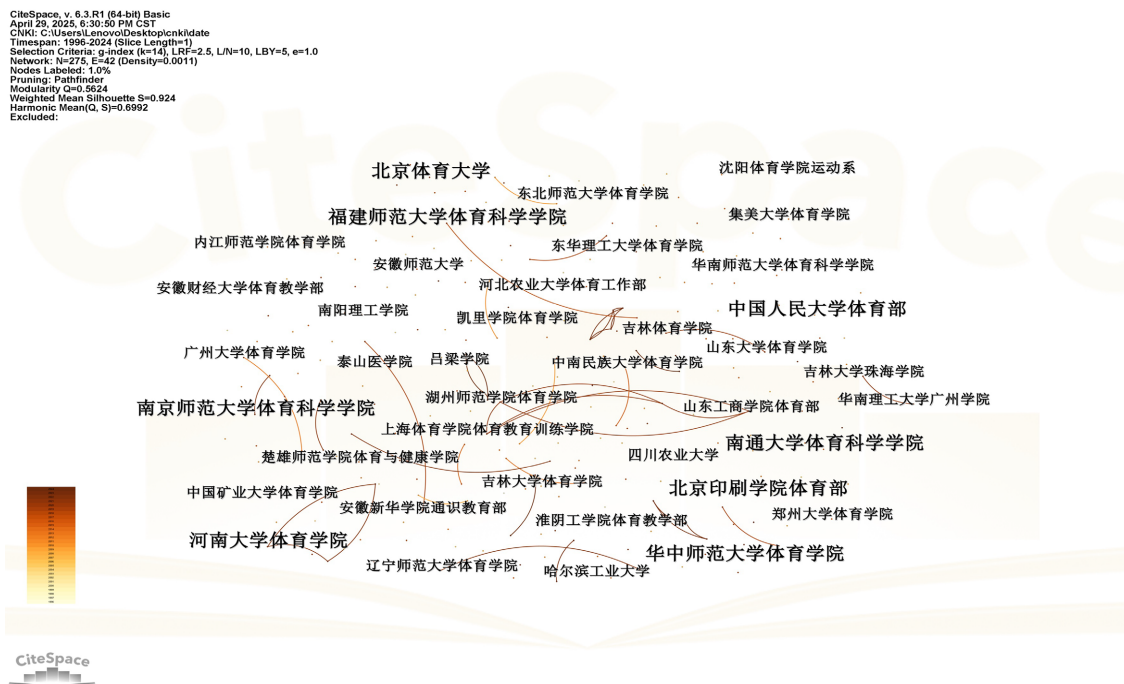 CiteSpace, v. 6.3.R1 (64-bit) Basic
April 29, 2025, 6:30:50 PM CST
CNKI: C:\Users\Lenovo\Desktop\cnki\date
Timespan: 1996-2024 (Slice Length=1)
Selection Criteria: g-index (k=14), LRF=2.5, L/N=10, LBY=5, e=1.0
Network: N=275, E=42 (Density=0.0011)
Nodes Labeled: 1.0%
Pruning: Pathfinder
Modularity Q=0.5624
Weighted Mean Silhouette S=0.924
Harmonic Mean(Q, S)=0.6992
Excluded:
CiteSpace
北京体育大学
沈阳体育学院运动系
东北师范大学体育学院
福建师范大学体育科学学院
集美大学体育学院
内江师范学院体育学院
东华理工大学体育学院
安徽师范大学
华南师范大学体育科学学院
安徽财经大学体育教学部
河北农业大学体育工作部
南阳理工学院
中国人民大学体育部
凯里学院体育学院
吉林体育学院
广州大学体育学院
泰山医学院
吕梁学院
中南民族大学体育学院
山东大学体育学院
吉林大学珠海学院
南京师范大学体育科学学院
湖州师范学院体育学院
山东工商学院体育部
华南理工大学广州学院
上海体育学院体育教育训练学院
南通大学体育科学学院
楚雄师范学院体育与健康学院
四川农业大学
中国矿业大学体育学院
吉林大学体育学院
北京印刷学院体育部
安徽新华学院通识教育部
淮阴工学院体育教学部
郑州大学体育学院
河南大学体育学院
华中师范大学体育学院
辽宁师范大学体育学院
哈尔滨工业大学
CiteSpace